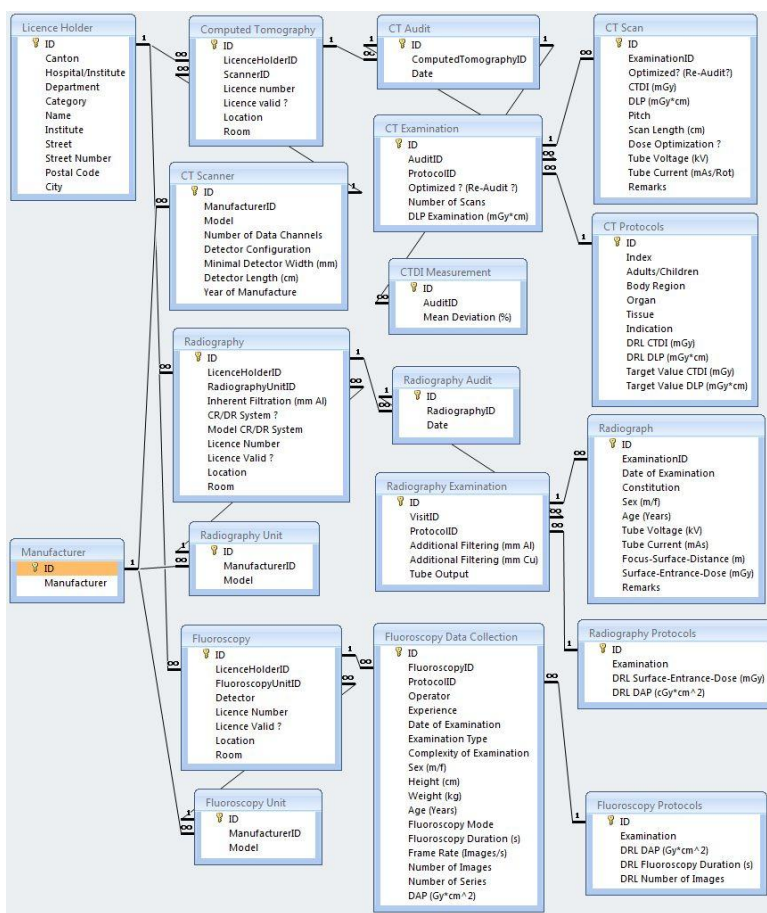 Licence Holder
ID
Canton
Hospital/Institute
Department
Category
Name
Institute
Street
Street Number
Postal Code
City
Computed Tomography
ID
LicenceHolderID
ScannerID
Licence number
Licence valid ?
Location
Room
CT Audit
ID
ComputedTomographyID
Date
CT Scan
ID
ExaminationID
Optimized? (Re-Audit?)
CTDI (mGy)
DLP (mGy*cm)
Pitch
Scan Length (cm)
Dose Optimization ?
Tube Voltage (kV)
Tube Current (mAs/Rot)
Remarks
CT Examination
ID
AuditID
ProtocolID
Optimized ? (Re-Audit ?)
Number of Scans
DLP Examination (mGy*cm)
CT Scanner
ID
ManufacturerID
Model
Number of Data Channels
Detector Configuration
Minimal Detector Width (mm)
Detector Length (cm)
Year of Manufacture
CT Protocols
ID
Index
Adults/Children
Body Region
Organ
Tissue
Indication
DRL CTDI (mGy)
DRL DLP (mGy*cm)
Target Value CTDI (mGy)
Target Value DLP (mGy*cm)
CTDI Measurement
ID
AuditID
Mean Deviation (%)
Radiography
ID
LicenceHolderID
RadiographyUnitID
Inherent Filtration (mm Al)
CR/DR System ?
Model CR/DR System
Licence Number
Licence Valid ?
Location
Room
Radiography Audit
ID
RadiographyID
Date
Radiograph
ID
ExaminationID
Date of Examination
Constitution
Sex (m/f)
Age (Years)
Tube Voltage (kV)
Tube Current (mAs)
Focus-Surface-Distance (m)
Surface-Entrance-Dose (mGy)
Remarks
Radiography Examination
ID
VisitID
ProtocolID
Additional Filtering (mm Al)
Additional Filtering (mm Cu)
Tube Output
Manufacturer
ID
Manufacturer
Radiography Unit
ID
ManufacturerID
Model
Radiography Protocols
ID
Examination
DRL Surface-Entrance-Dose (mGy)
DRL DAP (cGy*cm^2)
Fluoroscopy
ID
LicenceHolderID
FluoroscopyUnitID
Detector
Licence Number
Licence Valid ?
Location
Room
Fluoroscopy Data Collection
ID
FluoroscopyID
ProtocolID
Operator
Experience
Date of Examination
Examination Type
Complexity of Examination
Sex (m/f)
Height (cm)
Weight (kg)
Age (Years)
Fluoroscopy Mode
Fluoroscopy Duration (s)
Frame Rate (Images/s)
Number of Images
Number of Series
DAP (Gy*cm^2)
Fluoroscopy Unit
ID
ManufacturerID
Model
Fluoroscopy Protocols
ID
Examination
DRL DAP (Gy*cm^2)
DRL Fluoroscopy Duration (s)
DRL Number of Images